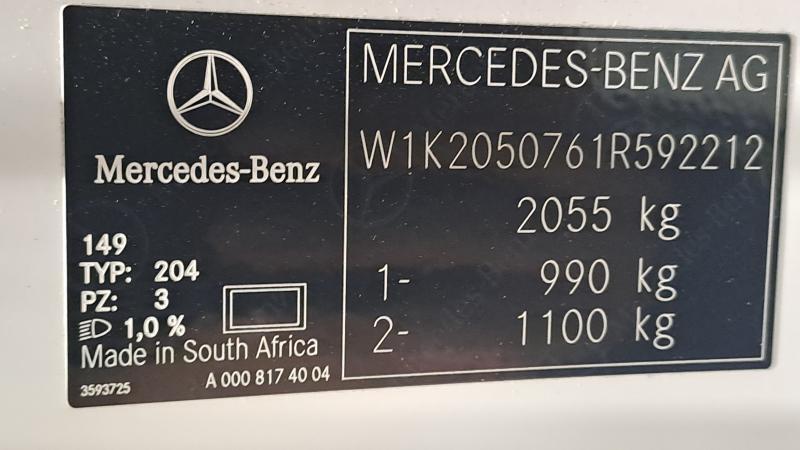 Mercedes-Benz
149
TYP: 204
PZ: 3
1,0 %
Made in South Africa
3593725
A 000 817 40 04
MERCEDES-BENZ AG
W1K2050761R592212
2055 kg
1- 990 kg
2- 1100 kg